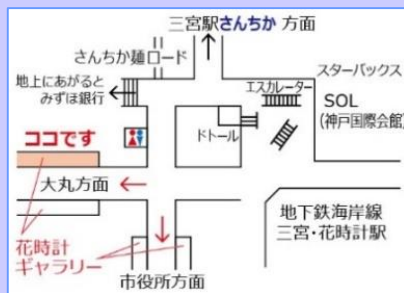 三宮駅さんちか 方面
さんちか麺ロード
地上にあがると
みずほ銀行
エスカレーター
スターバックス
SOL
(神戸国際会館)
ドトール
ココです
大丸方面
地下鉄海岸線
三宮・花時計駅
花時計
ギャラリー
市役所方面